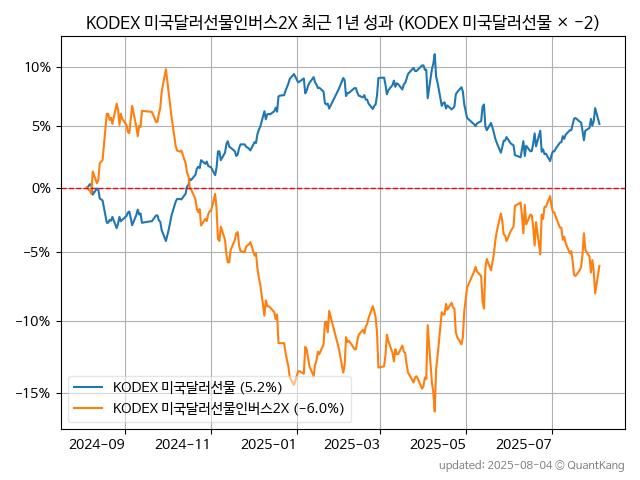 KODEX 미국달러선물인버스2X 최근 1년 성과 (KODEX 미국달러선물 × −2)
10%
5%
0%
−5%
−10%
−15%
KODEX 미국달러선물 (5.2%)
KODEX 미국달러선물인버스2X (−6.0%)
2024-09 2024-11 2025-01 2025-03 2025-05 2025-07
updated: 2025-08-04 © QuantKang